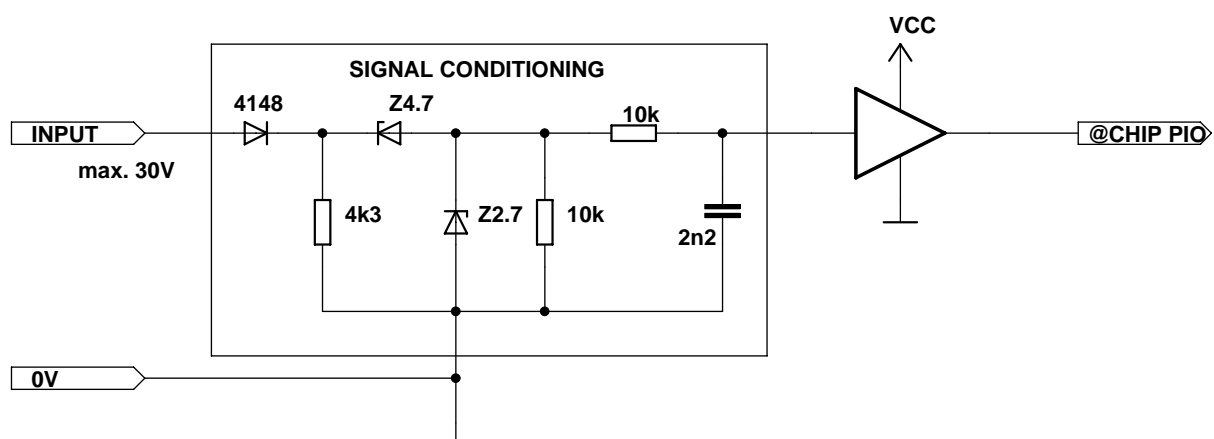 VCC
SIGNAL CONDITIONING
4148
Z4.7
10k
INPUT
@CHIP PIO
max. 30V
4k3
Z2.7
10k
2n2
0V